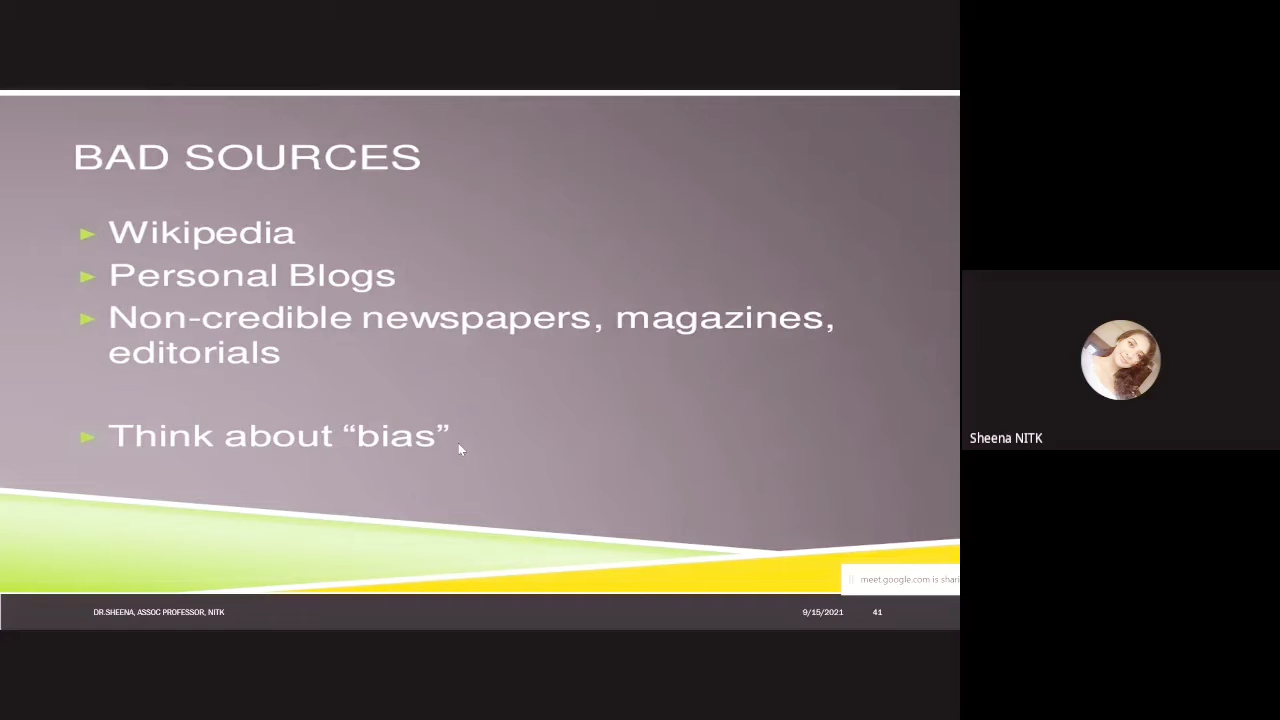 BAD SOURCES
Wikipedia
Personal Blogs
Non-credible newspapers, magazines,
editorials
Think about “bias”
meet.google.com is shari
DR.SHEENA, ASSOC PROFESSOR, NITK
9/15/2021
41
Sheena NITK